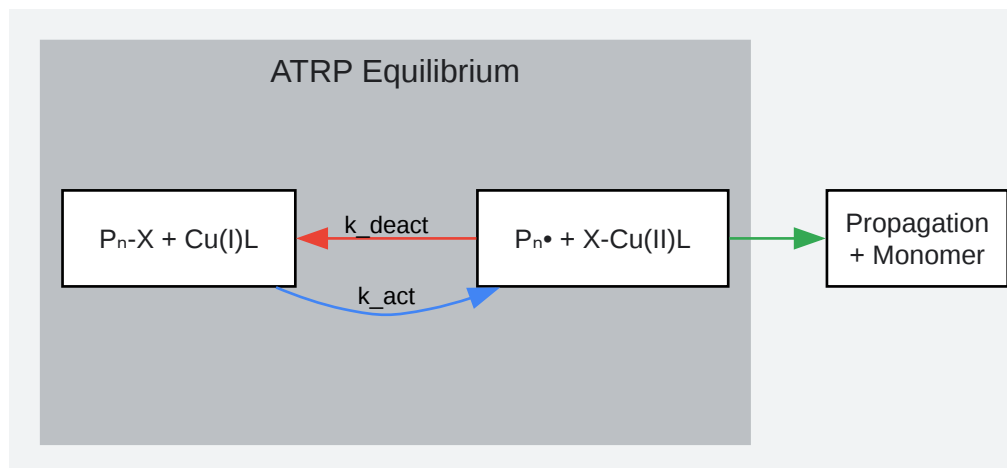 ATRP Equilibrium
Pₙ-X + Cu(I)L
k_deact
k_act
Pₙ• + X-Cu(II)L
Propagation
+ Monomer